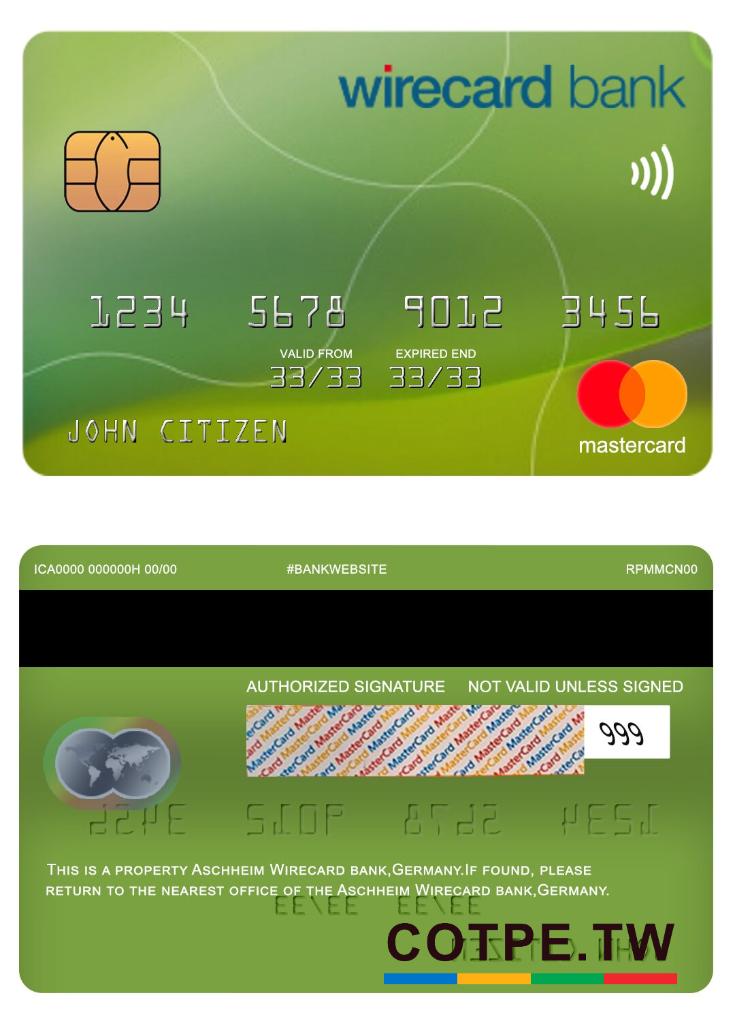 wirecard bank
1234 5678 9012 3456
VALID FROM EXPIRED END
33/33 33/33
JOHN CITIZEN
mastercard
ICA0000 000000H 00/00 #BANKWEBSITE RPMMCN00
AUTHORIZED SIGNATURE NOT VALID UNLESS SIGNED
MasterCard MasterCard MasterCard MasterCard
999
THIS IS A PROPERTY ASCHHEIM WIRECARD BANK,GERMANY.IF FOUND, PLEASE
RETURN TO THE NEAREST OFFICE OF THE ASCHHEIM WIRECARD BANK,GERMANY.
COTPE.TW